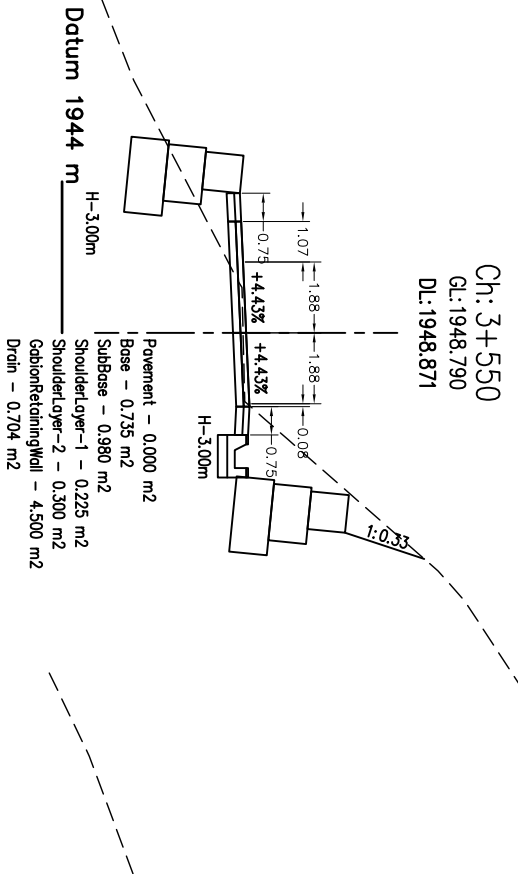 Ch: 3+550
GL:1948.790
DL:1948.871
1.88
1.88
1.07
0.08
0.75
0.75
+4.43%
+4.43%
1:0.33
H-3.00m
H-3.00m
Datum 1944 m
Pavement - 0.000 m2
Base - 0.735 m2
SubBase - 0.980 m2
ShoulderLayer-1 - 0.225 m2
ShoulderLayer-2 - 0.300 m2
GabionRetainingWall - 4.500 m2
Drain - 0.704 m2